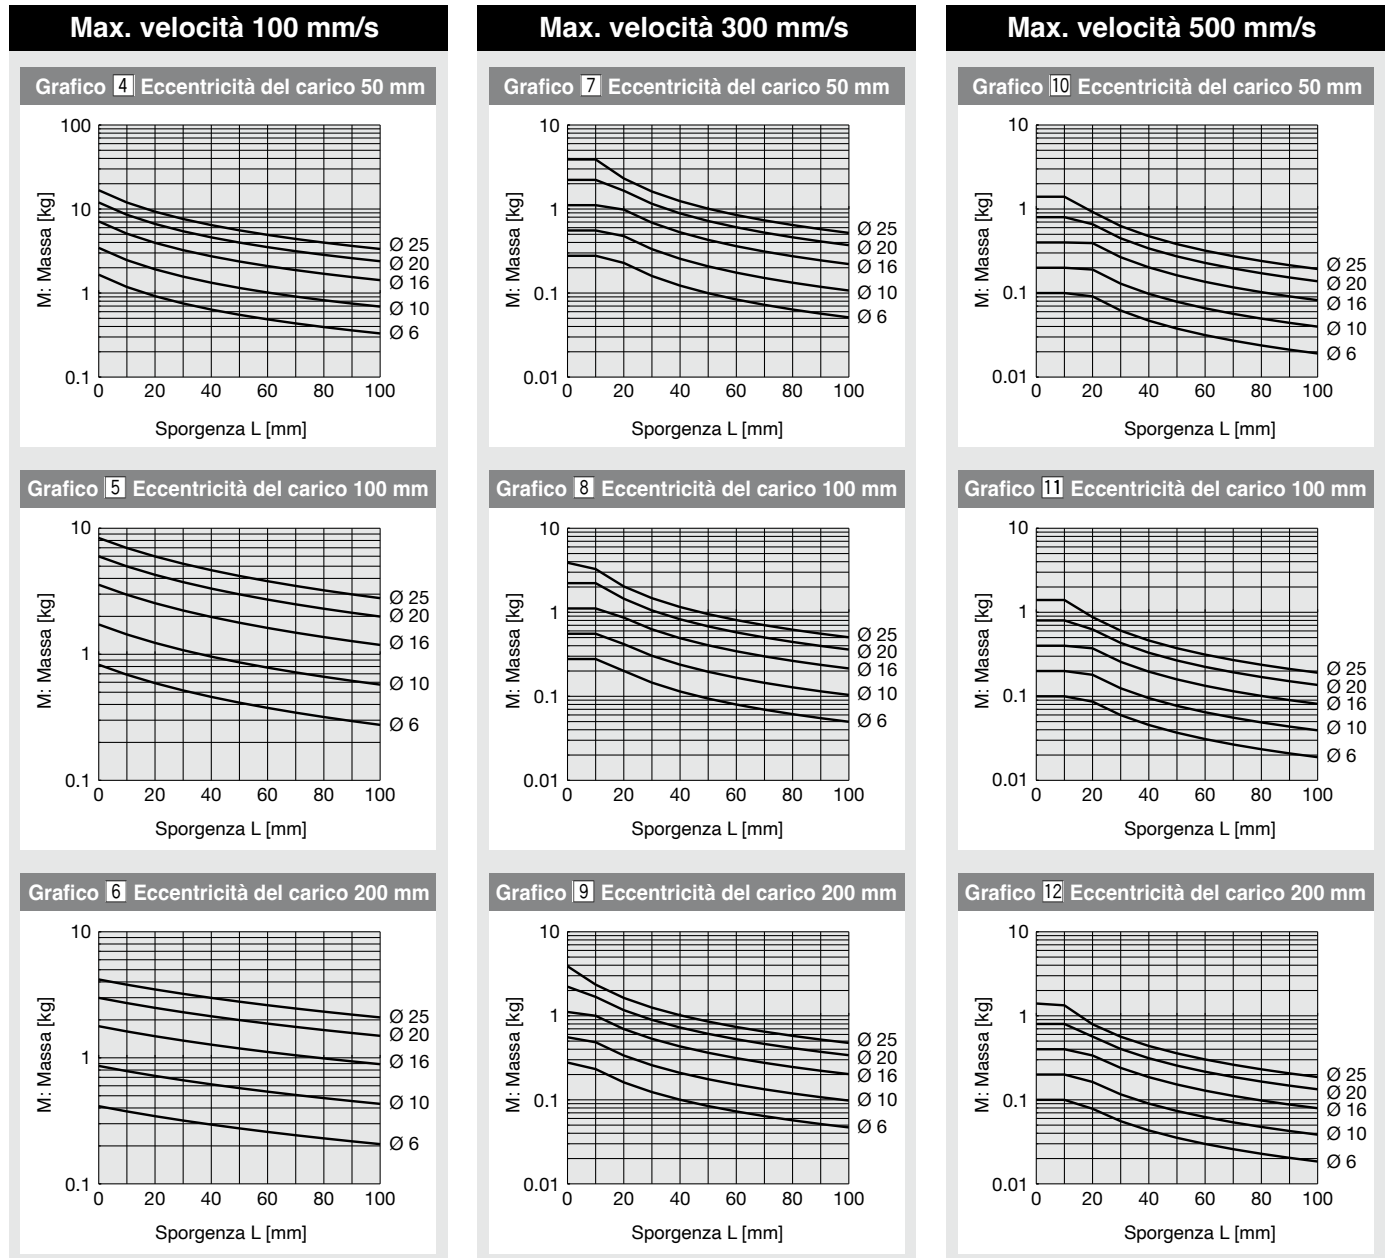 Max. velocità 100 mm/s
Grafico 4 Eccentricità del carico 50 mm
100
10
1
0.1
M: Massa [kg]
Ø 25
Ø 20
Ø 16
Ø 10
Ø 6
0 20 40 60 80 100
Sporgenza L [mm]
Grafico 5 Eccentricità del carico 100 mm
10
1
0.1
M: Massa [kg]
Ø 25
Ø 20
Ø 16
Ø 10
Ø 6
0 20 40 60 80 100
Sporgenza L [mm]
Grafico 6 Eccentricità del carico 200 mm
10
1
0.1
M: Massa [kg]
Ø 25
Ø 20
Ø 16
Ø 10
Ø 6
0 20 40 60 80 100
Sporgenza L [mm]
Max. velocità 300 mm/s
Grafico 7 Eccentricità del carico 50 mm
10
1
0.1
0.01
M: Massa [kg]
Ø 25
Ø 20
Ø 16
Ø 10
Ø 6
0 20 40 60 80 100
Sporgenza L [mm]
Grafico 8 Eccentricità del carico 100 mm
10
1
0.1
0.01
M: Massa [kg]
Ø 25
Ø 20
Ø 16
Ø 10
Ø 6
0 20 40 60 80 100
Sporgenza L [mm]
Grafico 9 Eccentricità del carico 200 mm
10
1
0.1
0.01
M: Massa [kg]
Ø 25
Ø 20
Ø 16
Ø 10
Ø 6
0 20 40 60 80 100
Sporgenza L [mm]
Max. velocità 500 mm/s
Grafico 10 Eccentricità del carico 50 mm
10
1
0.1
0.01
M: Massa [kg]
Ø 25
Ø 20
Ø 16
Ø 10
Ø 6
0 20 40 60 80 100
Sporgenza L [mm]
Grafico 11 Eccentricità del carico 100 mm
10
1
0.1
0.01
M: Massa [kg]
Ø 25
Ø 20
Ø 16
Ø 10
Ø 6
0 20 40 60 80 100
Sporgenza L [mm]
Grafico 12 Eccentricità del carico 200 mm
10
1
0.1
0.01
M: Massa [kg]
Ø 25
Ø 20
Ø 16
Ø 10
Ø 6
0 20 40 60 80 100
Sporgenza L [mm]